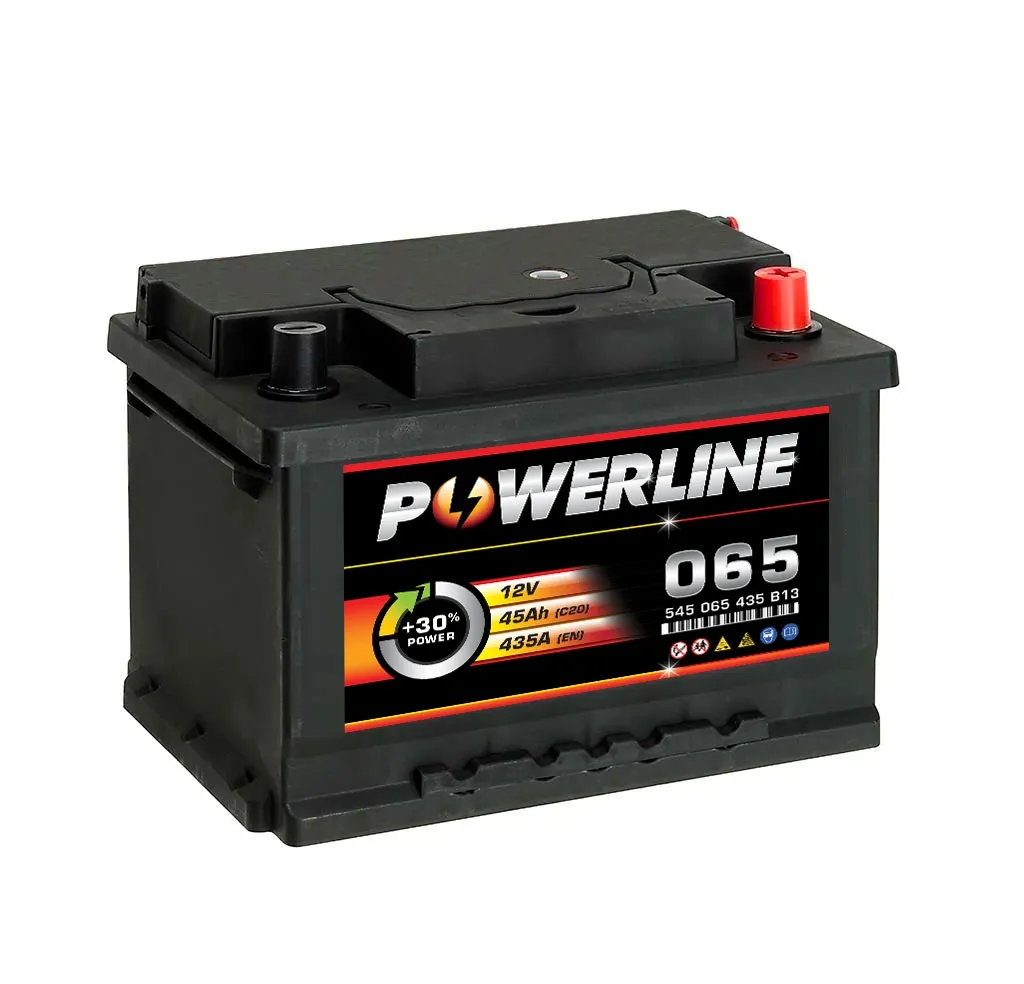 POWERLINE
065
545 065 435 B13
+30%
POWER
12V
45Ah (C20)
435A (EN)